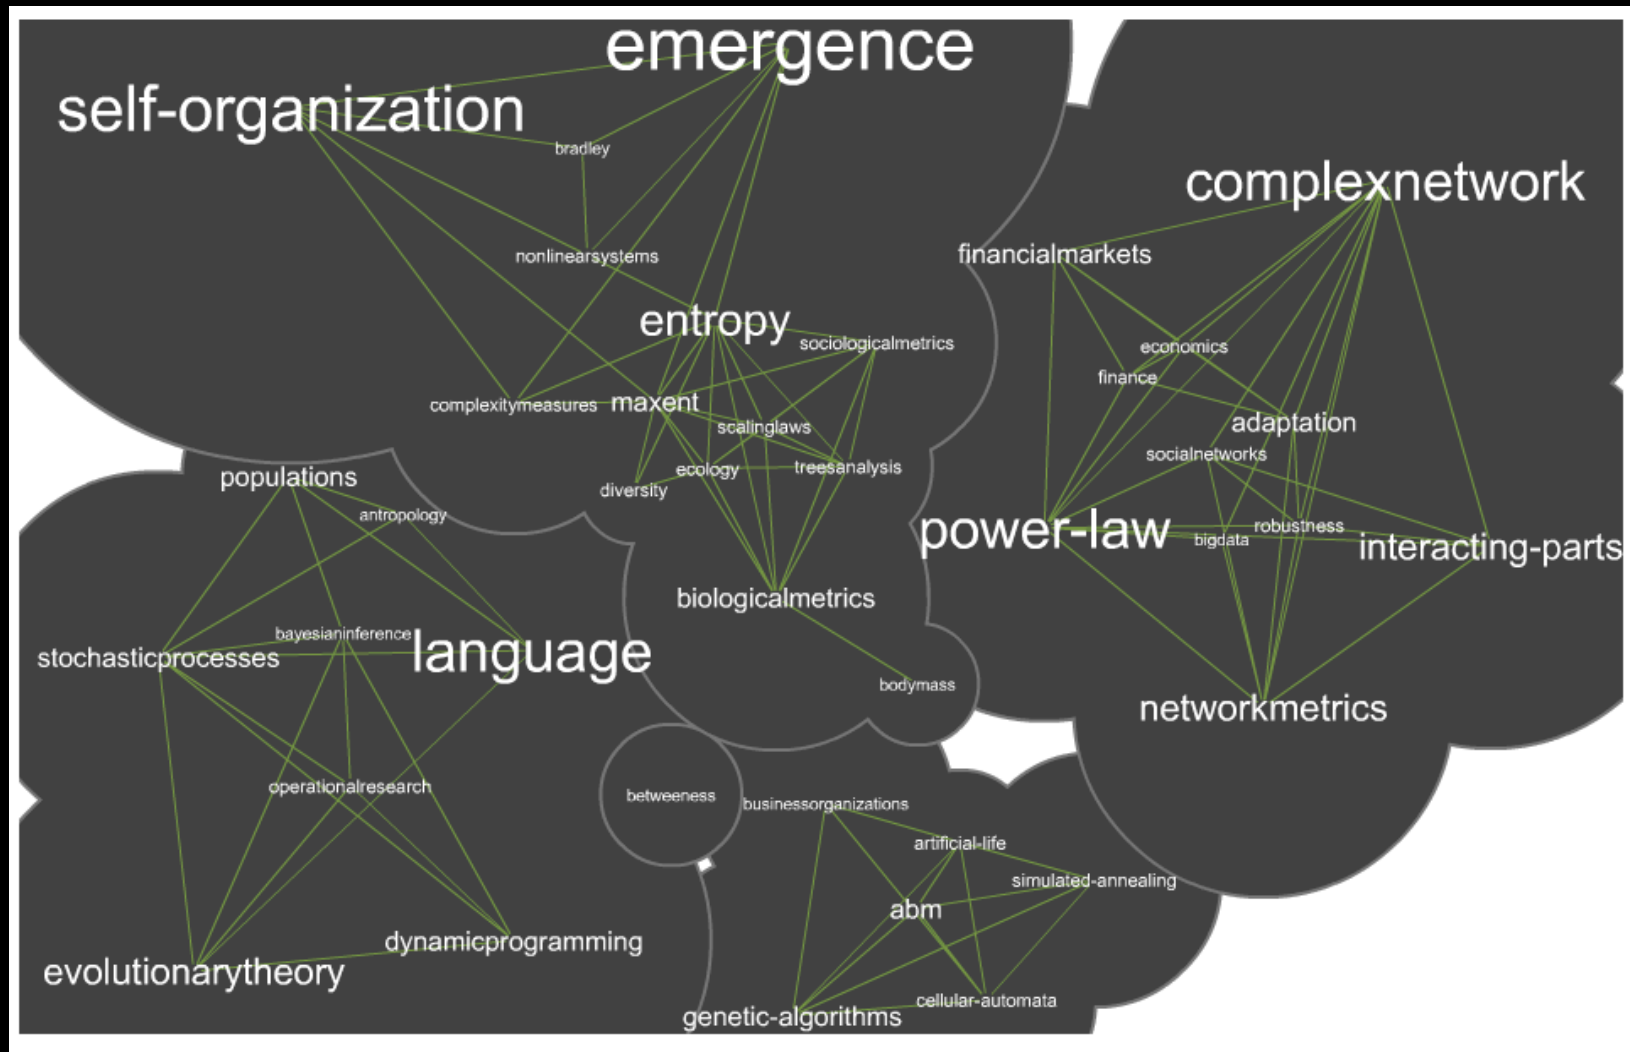 emergence
self-organization
bradley
complexnetwork
nonlinearsystems
financialmarkets
entropy
sociologicalmetrics
economics
finance
complexitymeasures
maxent
scalinglaws
adaptation
socialnetworks
ecology
treesanalysis
diversity
populations
antropology
power-law
robustness
bigdata
interacting-parts
biologicalmetrics
bayesianinference
stochasticprocesses
language
bodymass
networkmetrics
operationalresearch
betweeness
businessorganizations
artificial-life
simulated-annealing
abm
dynamicprogramming
evolutionarytheory
cellular-automata
genetic-algorithms